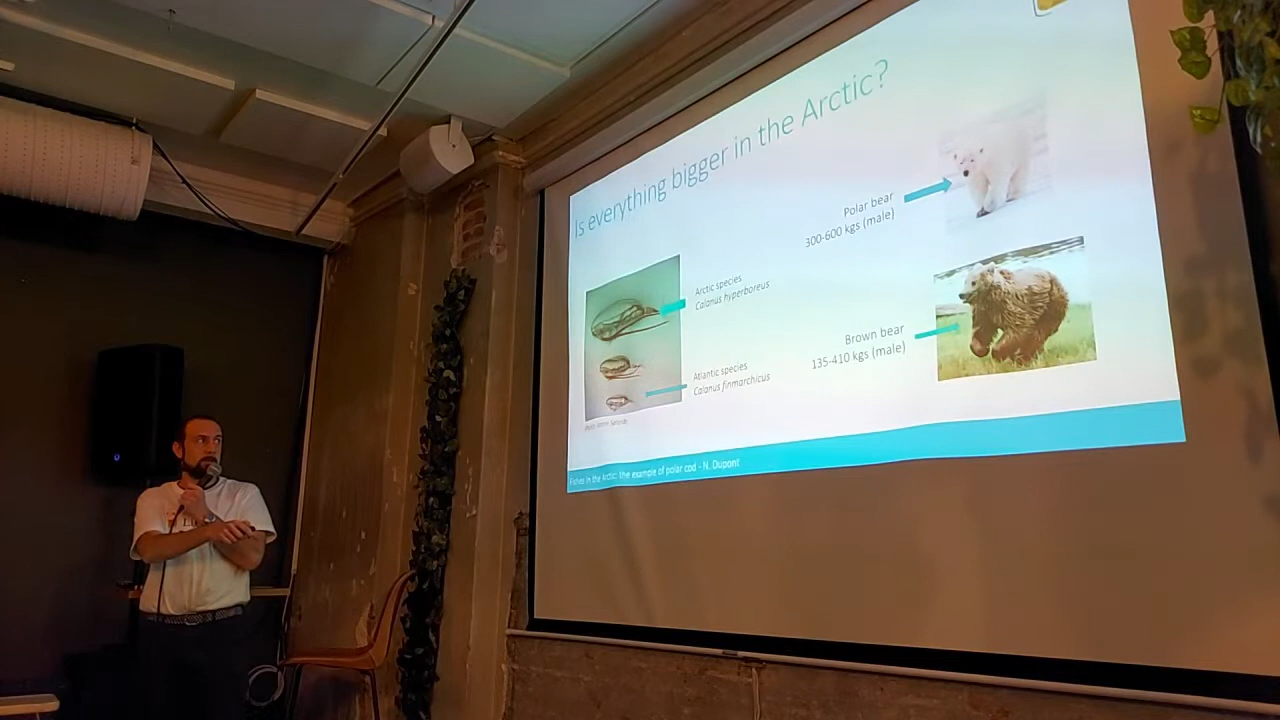 Is everything bigger in the Arctic?
Polar bear
300-600 kgs (male)
Arctic species
Calanus hyperboreus
Brown bear
135-410 kgs (male)
Atlantic species
Calanus finmarchicus
Fishes in the Arctic: the example of polar cod - N. Dupont